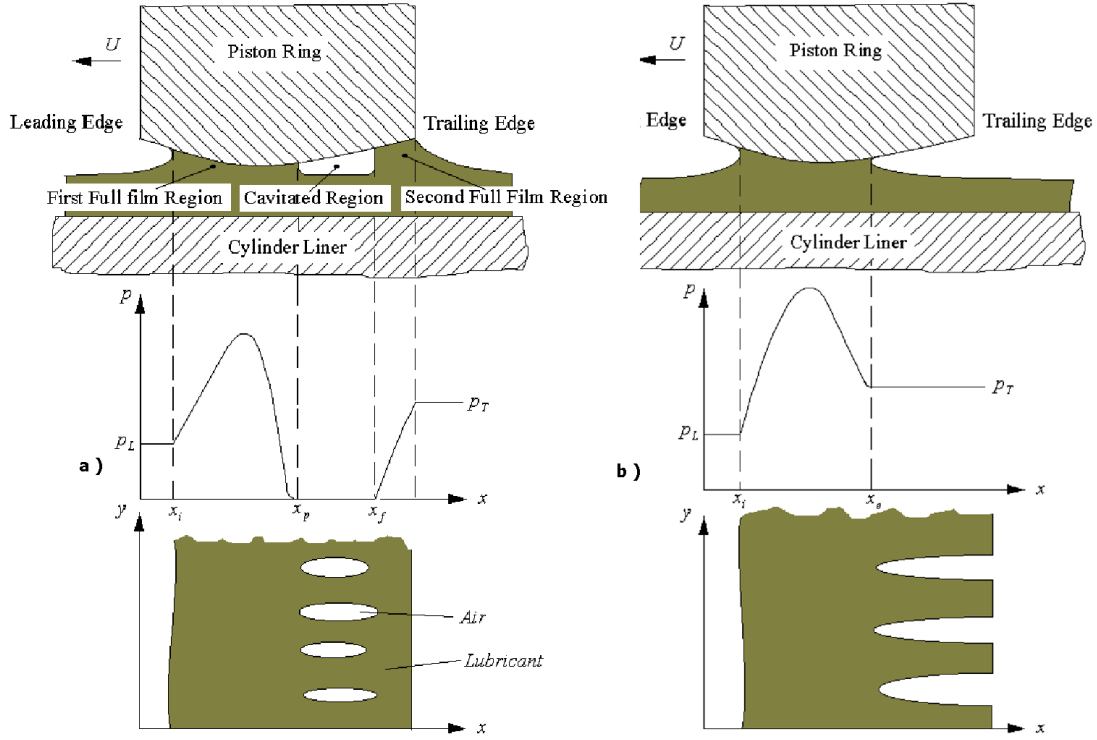 U
Piston Ring
Leading Edge
Trailing Edge
First Full film Region
Cavitated Region
Second Full Film Region
Cylinder Liner
p
p_T
p_L
a )
x_i
x_p
x_f
x
y
Air
Lubricant
x
U
Piston Ring
Edge
Trailing Edge
Cylinder Liner
p
p_T
p_L
b )
x_i
x_e
x
y
x